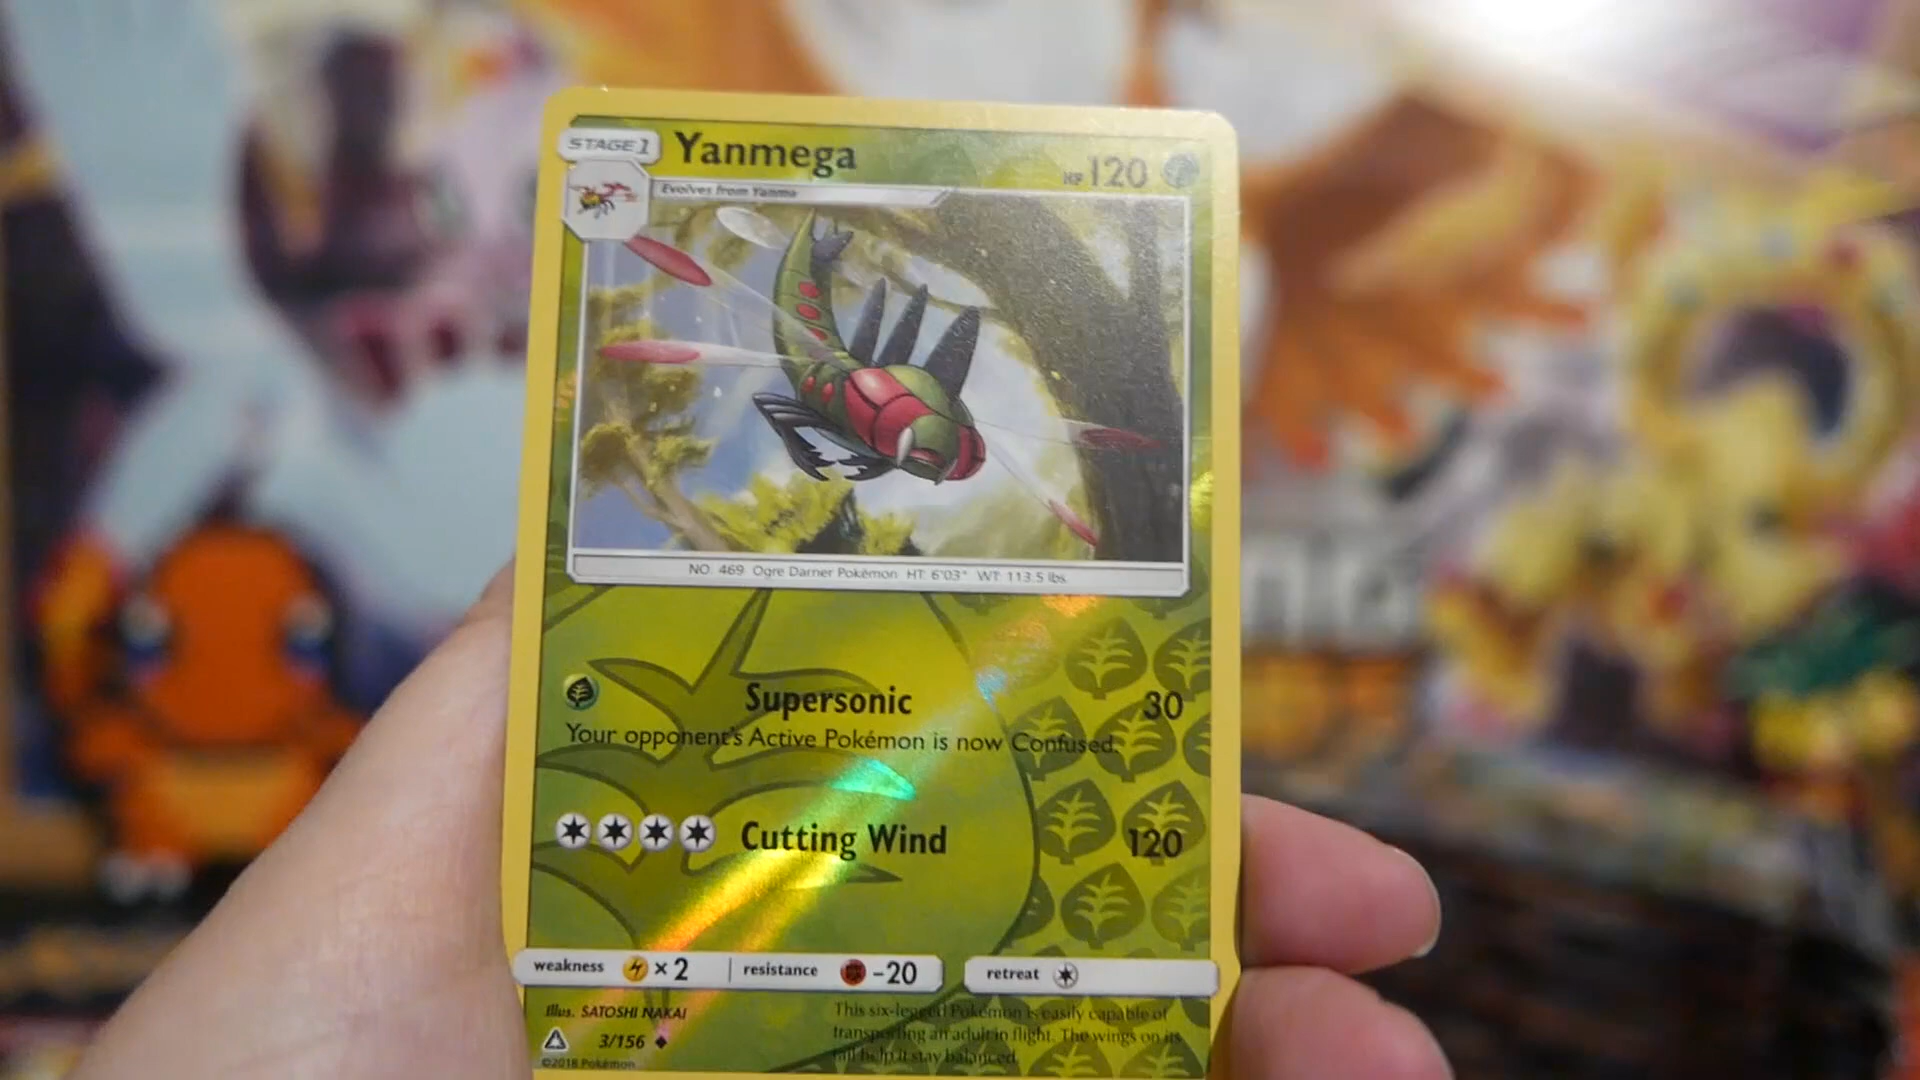 STAGE 1
Yanmega
HP 120
Evolves from Yanma
NO. 469 Ogre Darner Pokémon HT: 6'03" WT: 113.5 lbs.
Supersonic 30
Your opponent's Active Pokémon is now Confused.
Cutting Wind 120
weakness ×2 resistance -20 retreat
Illus. SATOSHI NAKAI
3/156
©2018 Pokémon
This six-legged Pokémon is easily capable of
transporting an adult in flight. The wings on its
tail help it stay balanced.